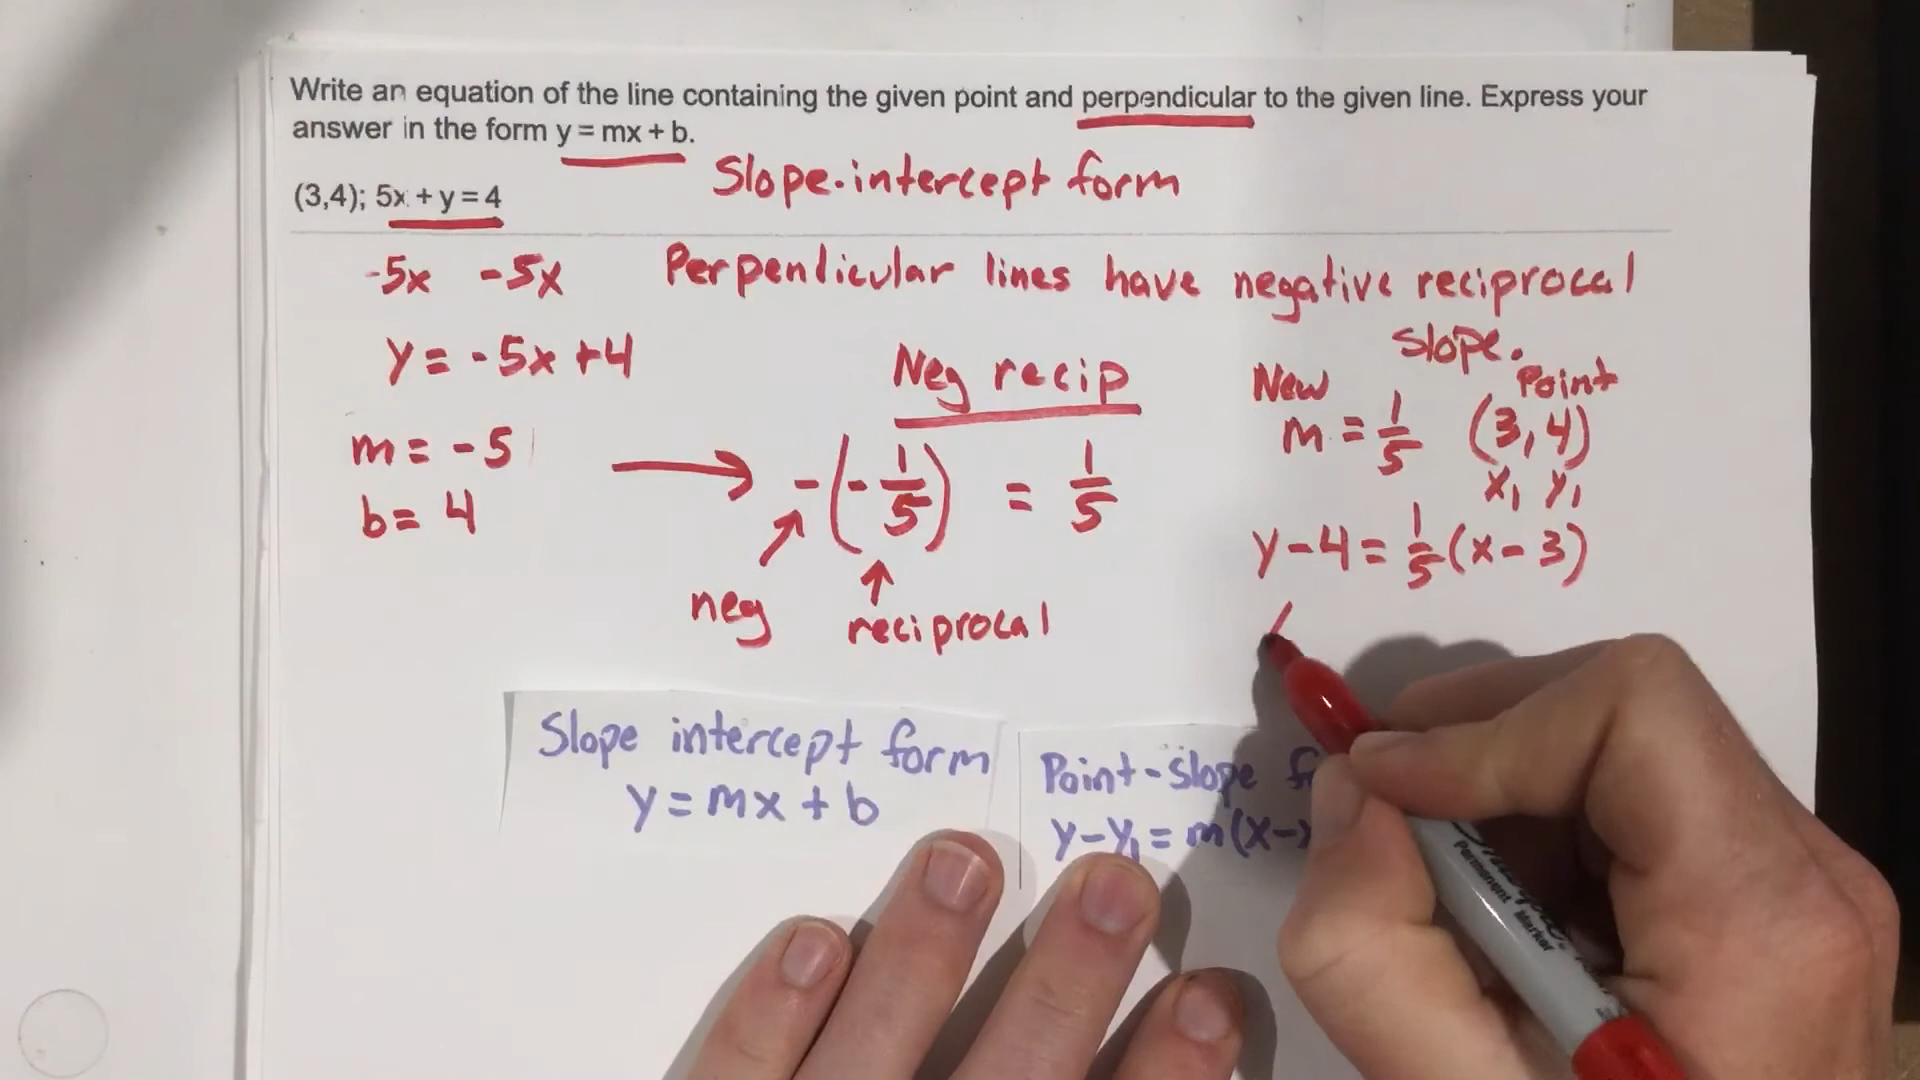 Write an equation of the line containing the given point and perpendicular to the given line. Express your
answer in the form y = mx + b.
Slope-intercept form
(3,4); 5x + y = 4
-5x -5x
Perpendicular lines have negative reciprocal
slope.
y = -5x +4
m = -5
b = 4
Neg recip
-(-1/5) = 1/5
neg
reciprocal
New
Point
m = 1/5 (3,4)
x₁ y₁
y-4 = 1/5(x-3)
Slope intercept form
y = mx + b
Point-slope
y-y₁ = m(x-
Permanent
Marker